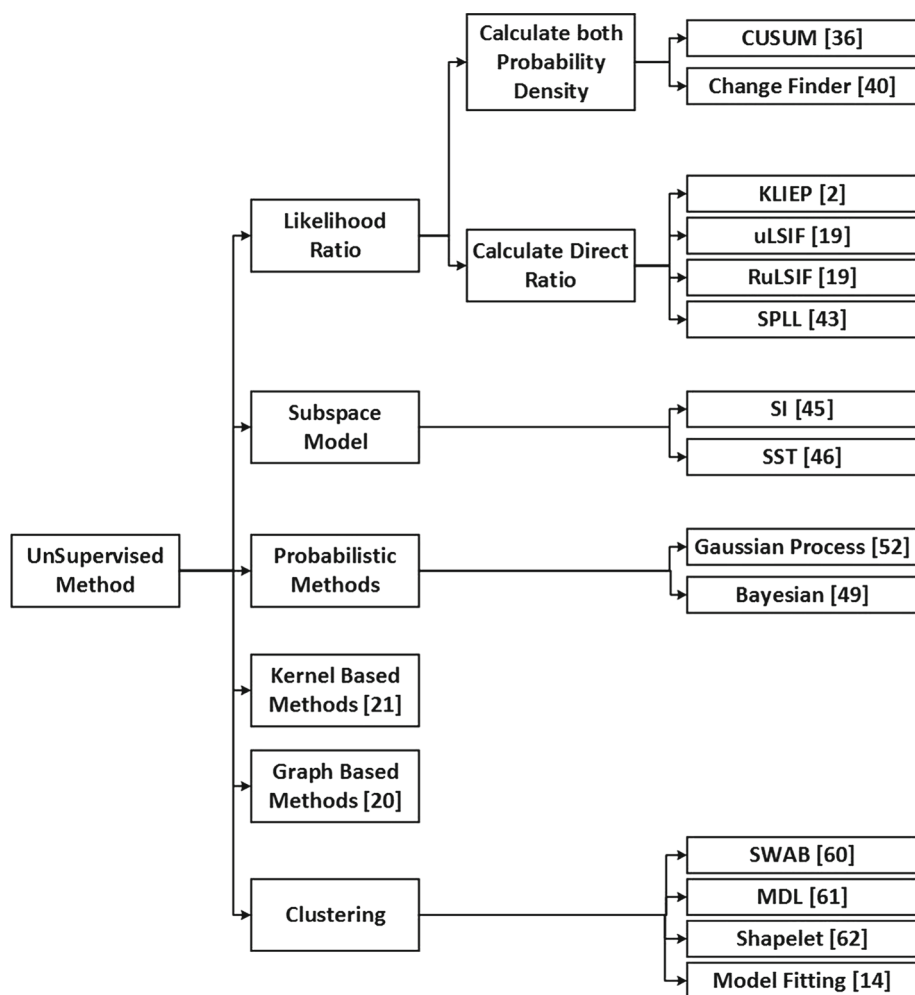 Calculate both
Probability
Density
CUSUM [36]
Change Finder [40]
Likelihood
Ratio
Calculate Direct
Ratio
KLIEP [2]
uLSIF [19]
RuLSIF [19]
SPLL [43]
Subspace
Model
SI [45]
SST [46]
UnSupervised
Method
Probabilistic
Methods
Gaussian Process [52]
Bayesian [49]
Kernel Based
Methods [21]
Graph Based
Methods [20]
Clustering
SWAB [60]
MDL [61]
Shapelet [62]
Model Fitting [14]